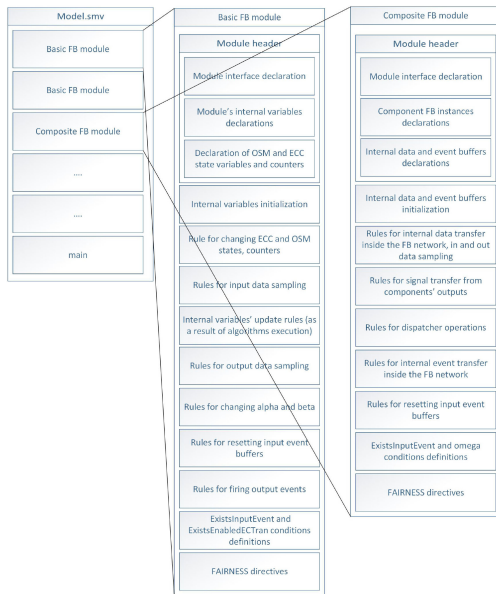 Model.smv
Basic FB module
Basic FB module
Composite FB module
....
....
main
Basic FB module
Module header
Module interface declaration
Module's internal variables
declarations
Declaration of OSM and ECC
state variables and counters
Internal variables initialization
Rule for changing ECC and OSM
states, counters
Rules for input data sampling
Internal variables' update rules (as
a result of algorithms execution)
Rules for output data sampling
Rules for changing alpha and beta
Rules for resetting input event
buffers
Rules for firing output events
ExistsInputEvent and
ExistsEnabledECTran conditions
definitions
FAIRNESS directives
Composite FB module
Module header
Module interface declaration
Component FB instances
declarations
Internal data and event buffers
declarations
Internal data and event buffers
initialization
Rules for internal data transfer
inside the FB network, in and out
data sampling
Rules for signal transfer from
components' outputs
Rules for dispatcher operations
Rules for internal event transfer
inside the FB network
Rules for resetting input event
buffers
ExistsInputEvent and omega
conditions definitions
FAIRNESS directives